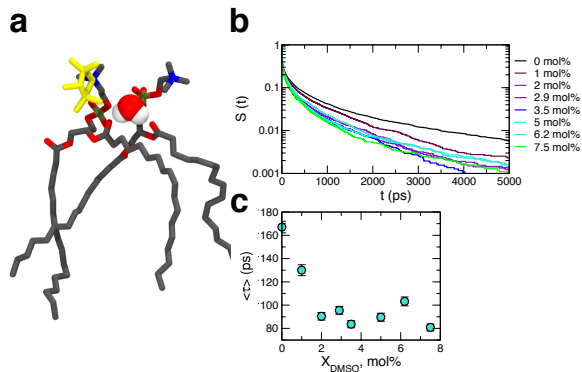 a
b
1
0.1
0.01
0.001
S (t)
0 1000 2000 3000 4000 5000
t (ps)
0 mol%
1 mol%
2 mol%
2.9 mol%
3.5 mol%
5 mol%
6.2 mol%
7.5 mol%
c
180
160
140
120
100
80
<τ> (ps)
0 2 4 6 8
X_DMSO, mol%